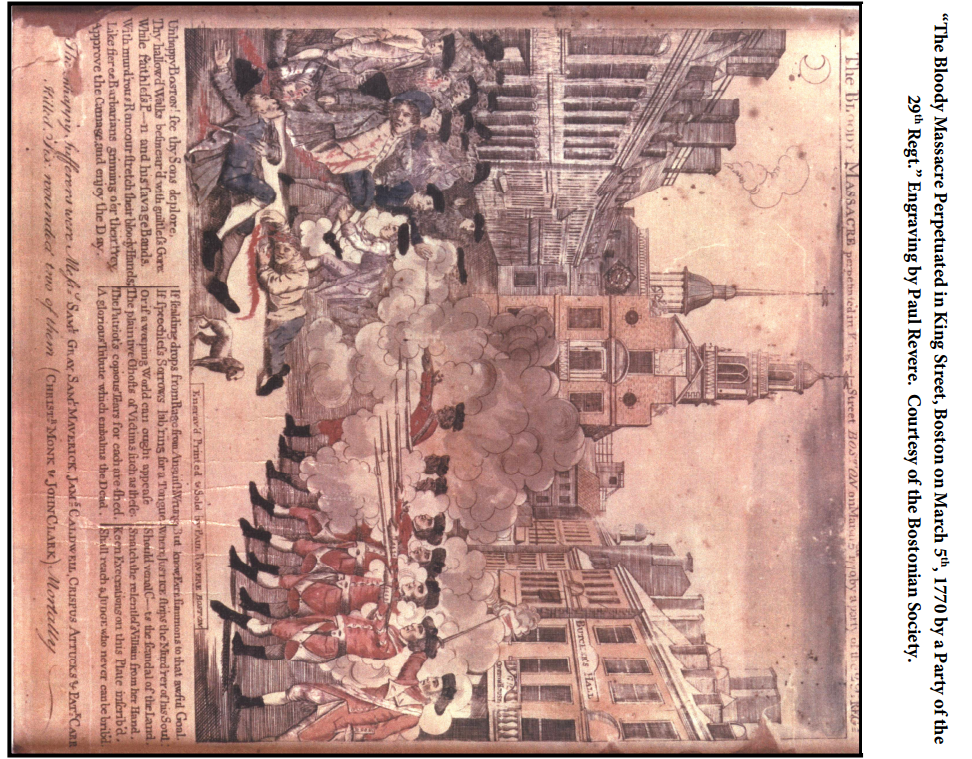 “The Bloody Massacre Perpetuated in King Street, Boston on March 5th, 1770 by a Party of the
29th Regt.” Engraving by Paul Revere.  Courtesy of the Bostonian Society.
The BLOODY MASSACRE perpetrated in King Street BOSTON on March 5th 1770 by a party of the 29th REGT.
BUTCHER'S HALL
CUSTOM HOUSE
Engrav'd Printed & Sold by PAUL REVERE BOSTON
Unhappy BOSTON! see thy Sons deplore,
Thy hallow'd Walks besmear'd with guiltless Gore:
While faithless P—n and his savage Bands,
With murd'rous Rancour stretch their bloody Hands;
Like fierce Barbarians grinning o'er their Prey,
Approve the Carnage, and enjoy the Day.
If scalding drops from Rage from Anguish Wrung
If speechless Sorrows lab'ring for a Tongue,
Or if a weeping World can ought appease
The plaintive Ghosts of Victims such as these;
The Patriot's copious Tears for each are shed,
A glorious Tribute which embalms the Dead.
But know, FATE summons to that awful Goal,
Where JUSTICE strips the Murd'rer of his Soul:
Should venal C—ts the scandal of the Land,
Snatch the relentless Villain from her Hand,
Keen Execrations on this Plate inscrib'd,
Shall reach a JUDGE who never can be brib'd.
The unhappy Sufferers were Messrs SAML GRAY, SAML MAVERICK, JAMS CALDWELL, CRISPUS ATTUCKS & PATK CARR
Killed. Six wounded two of them (CHRISTR MONK & JOHN CLARK) Mortally